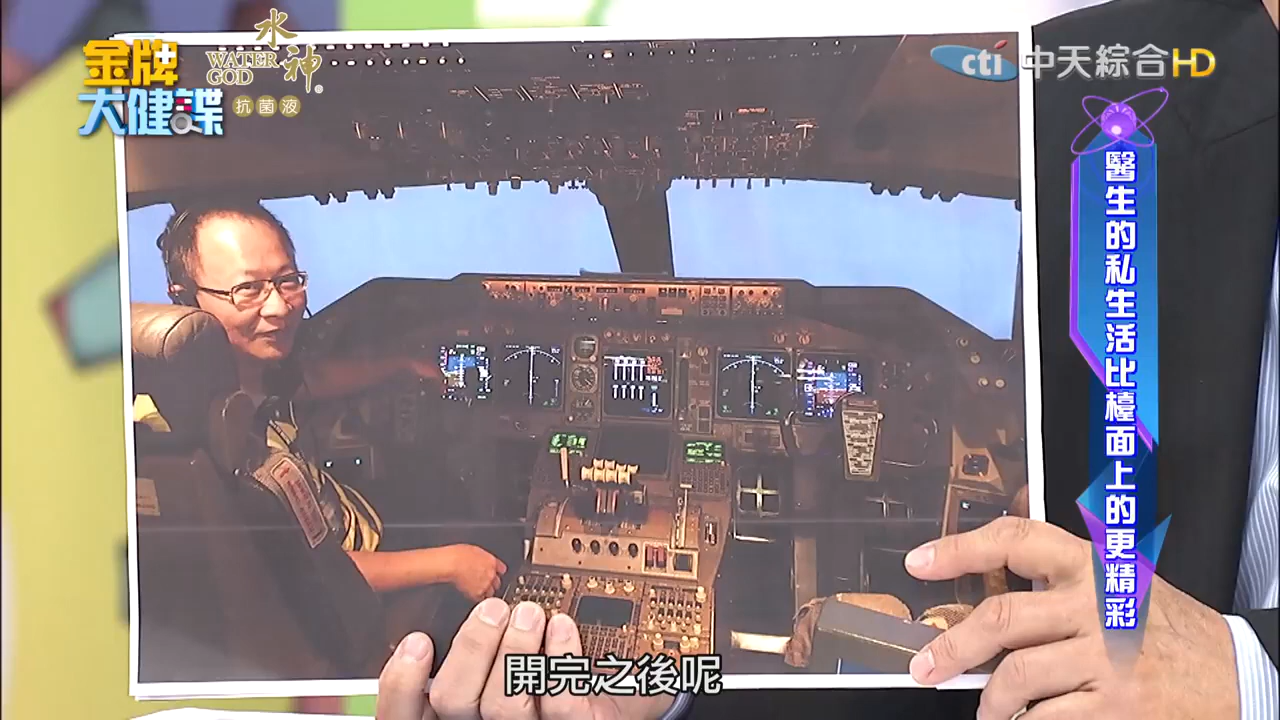 金牌
大健諜
水神
WATER
GOD
抗菌液
cti 中天綜合HD
醫生的私生活比檯面上的更精彩
開完之後呢